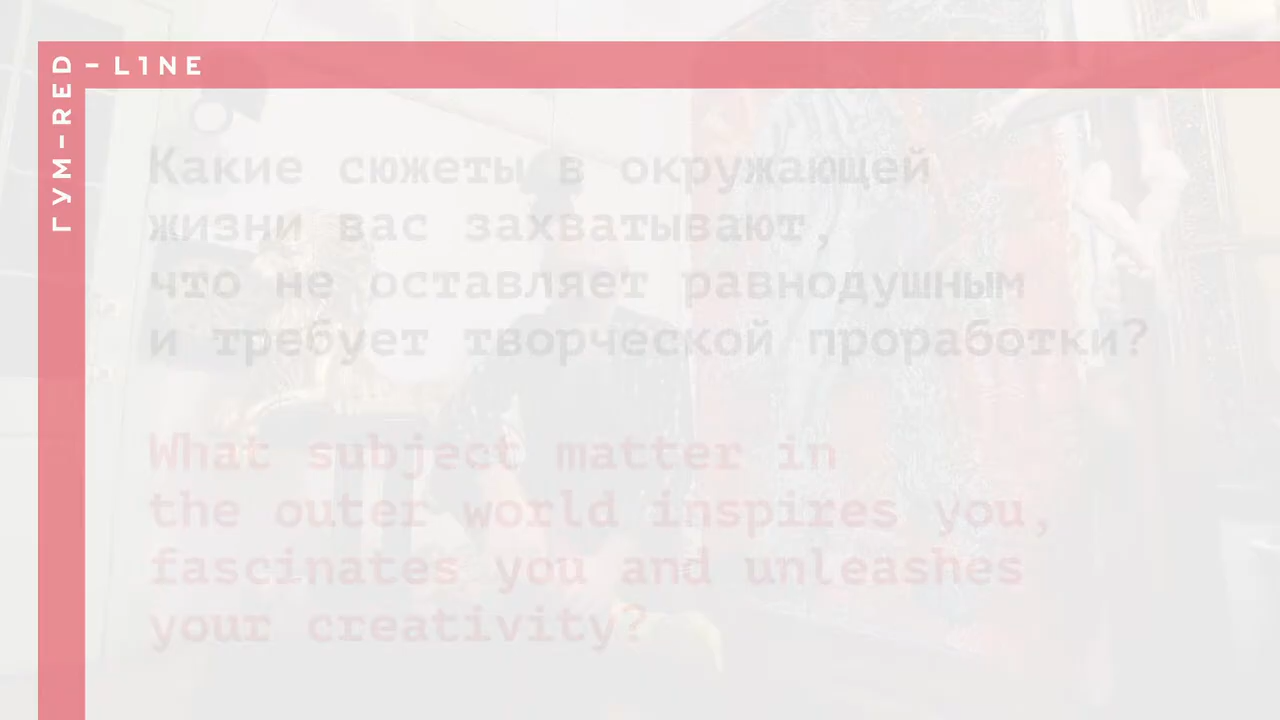 ГУМ-RED
- L1NE
Какие сюжеты в окружающей
жизни вас захватывают,
что не оставляет равнодушным
и требует творческой проработки?
What subject matter in
the outer world inspires you,
fascinates you and unleashes
your creativity?